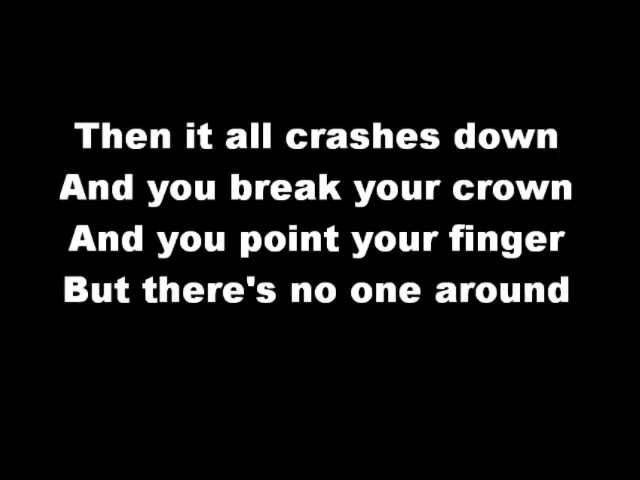 Then it all crashes down
And you break your crown
And you point your finger
But there's no one around